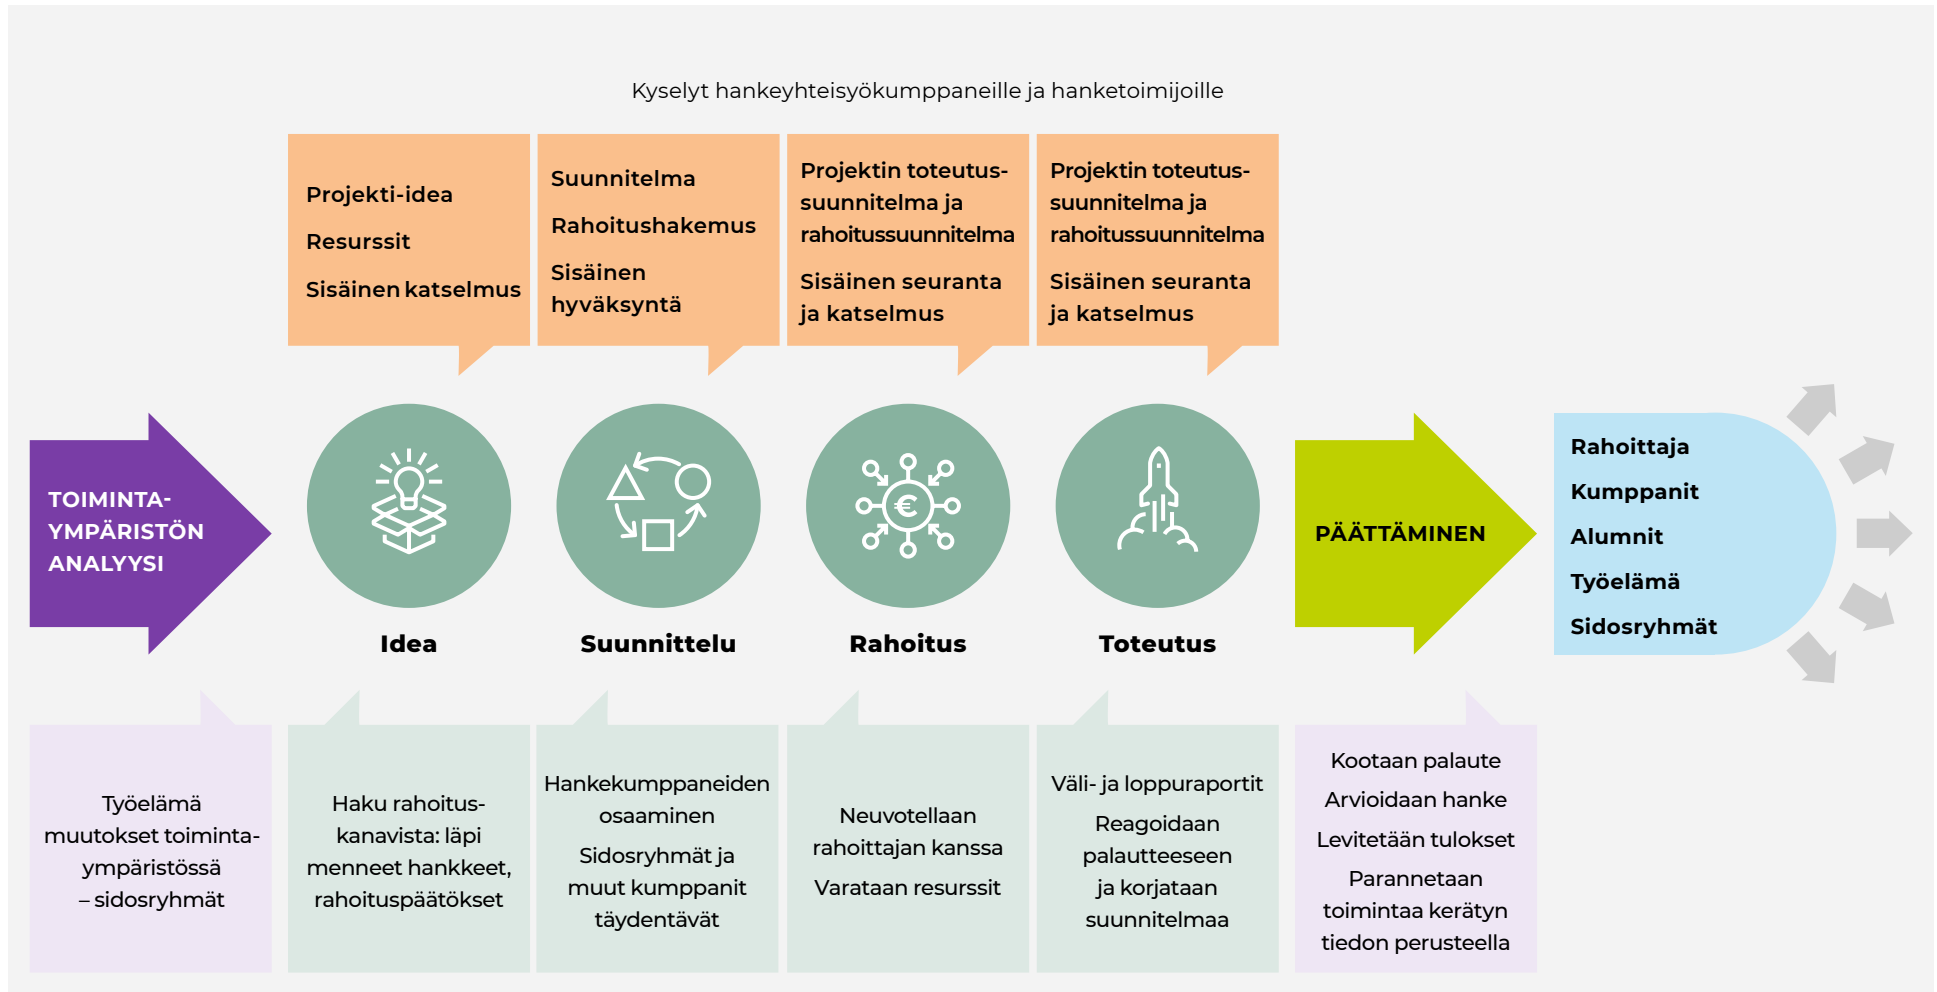 Kyselyt hankeyhteisyökumppaneille ja hanketoimijoille
Projekti-idea
Resurssit
Sisäinen katselmus
Suunnitelma
Rahoitushakemus
Sisäinen
hyväksyntä
Projektin toteutus-
suunnitelma ja
rahoitussuunnitelma
Sisäinen seuranta
ja katselmus
Projektin toteutus-
suunnitelma ja
rahoitussuunnitelma
Sisäinen seuranta
ja katselmus
TOIMINTA-
YMPÄRISTÖN
ANALYYSI
€
Idea
Suunnittelu
Rahoitus
Toteutus
PÄÄTTÄMINEN
Rahoittaja
Kumppanit
Alumnit
Työelämä
Sidosryhmät
Työelämä
muutokset toiminta-
ympäristössä
– sidosryhmät
Haku rahoitus-
kanavista: läpi
menneet hankkeet,
rahoituspäätökset
Hankekumppaneiden
osaaminen
Sidosryhmät ja
muut kumppanit
täydentävät
Neuvotellaan
rahoittajan kanssa
Varataan resurssit
Väli- ja loppuraportit
Reagoidaan
palautteeseen
ja korjataan
suunnitelmaa
Kootaan palaute
Arvioidaan hanke
Levitetään tulokset
Parannetaan
toimintaa kerätyn
tiedon perusteella